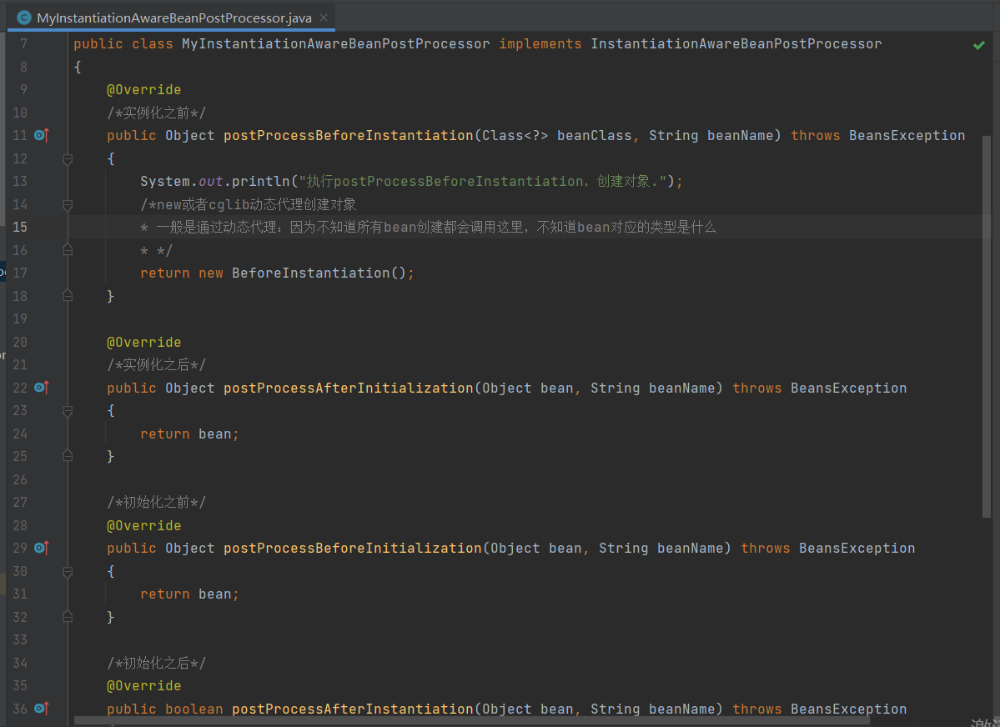 MyInstantiationAwareBeanPostProcessor.java
7 public class MyInstantiationAwareBeanPostProcessor implements InstantiationAwareBeanPostProcessor
8 {
9 @Override
10 /*实例化之前*/
11 public Object postProcessBeforeInstantiation(Class<?> beanClass, String beanName) throws BeansException
12 {
13 System.out.println("执行postProcessBeforeInstantiation, 创建对象.");
14 /*new或者cglib动态代理创建对象
15 * 一般是通过动态代理: 因为不知道所有bean创建都会调用这里, 不知道bean对应的类型是什么
16 * */
17 return new BeforeInstantiation();
18 }
19
20 @Override
21 /*实例化之后*/
22 public Object postProcessAfterInitialization(Object bean, String beanName) throws BeansException
23 {
24 return bean;
25 }
26
27 /*初始化之前*/
28 @Override
29 public Object postProcessBeforeInitialization(Object bean, String beanName) throws BeansException
30 {
31 return bean;
32 }
33
34 /*初始化之后*/
35 @Override
36 public boolean postProcessAfterInstantiation(Object bean, String beanName) throws BeansException